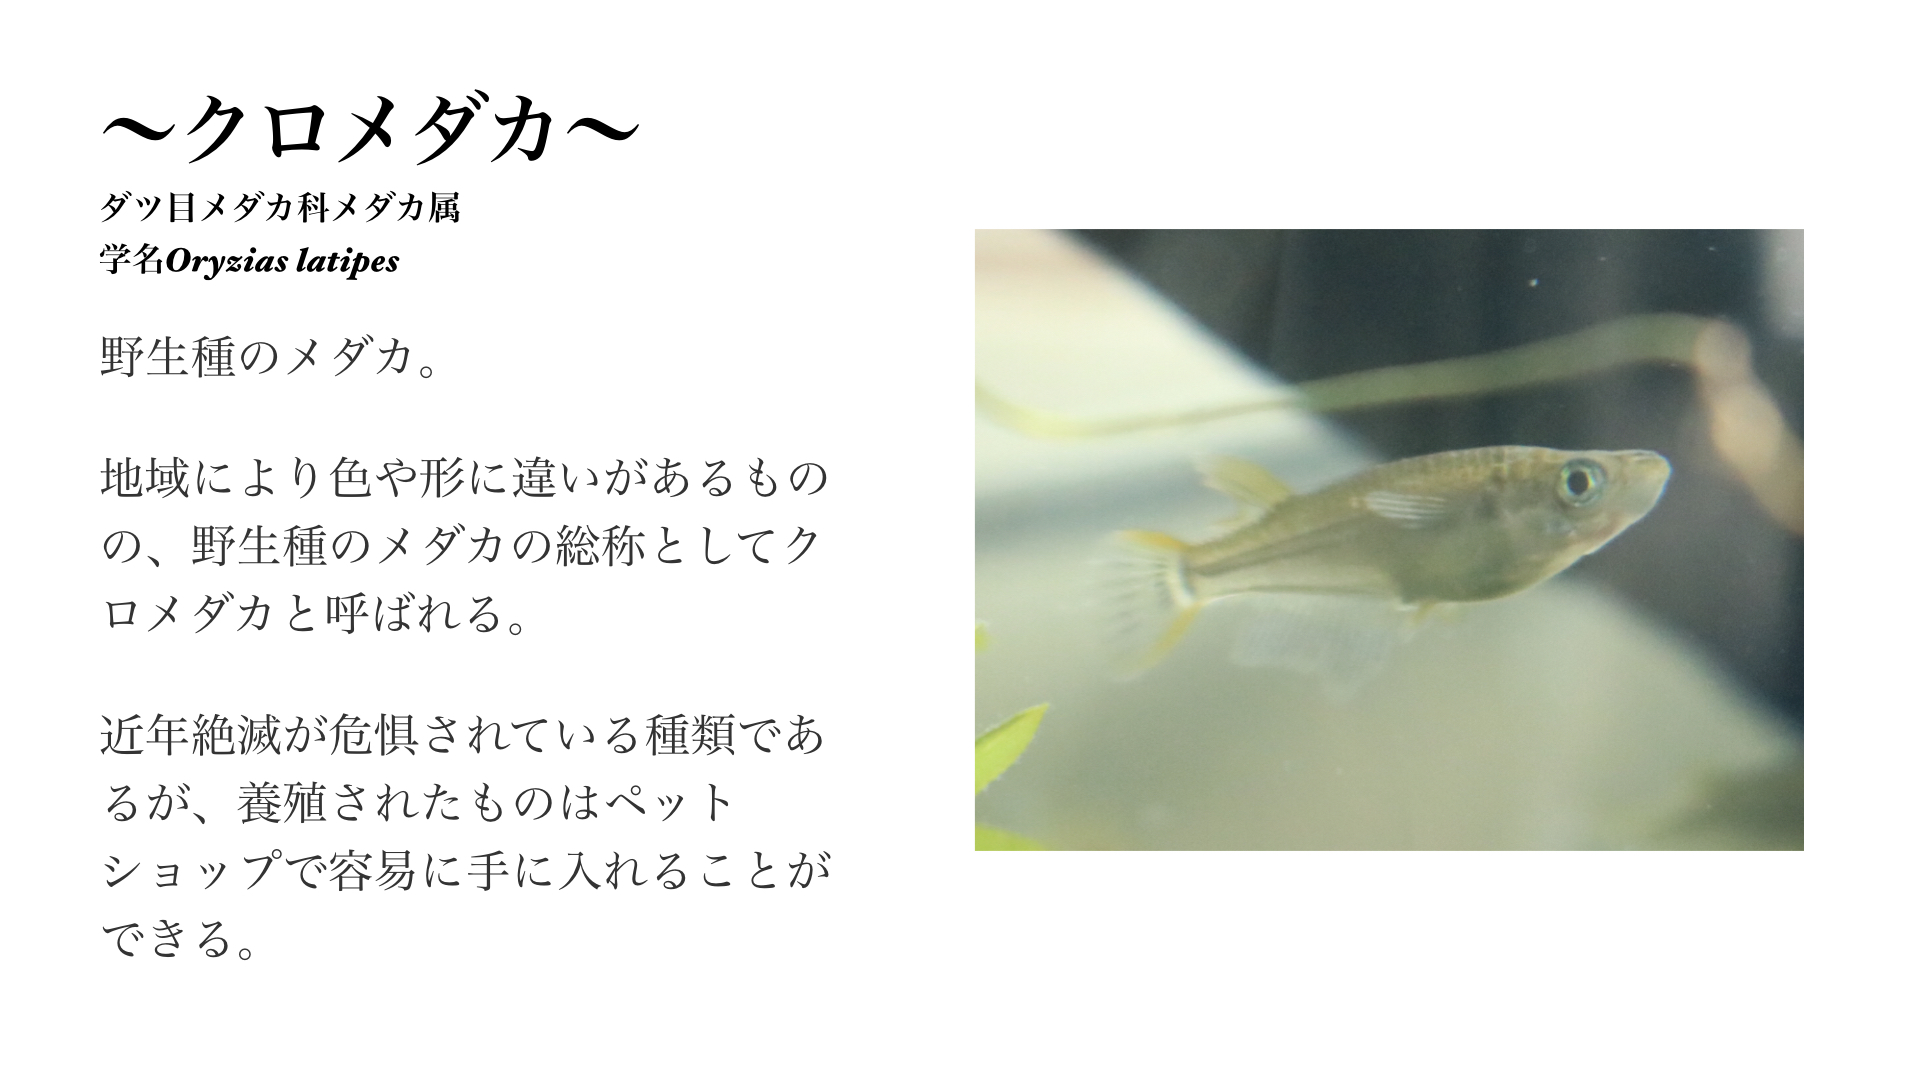 〜クロメダカ〜
ダツ目メダカ科メダカ属
学名Oryzias latipes
野生種のメダカ。
地域により色や形に違いがあるもの
の、野生種のメダカの総称としてク
ロメダカと呼ばれる。
近年絶滅が危惧されている種類であ
るが、養殖されたものはペット
ショップで容易に手に入れることが
できる。